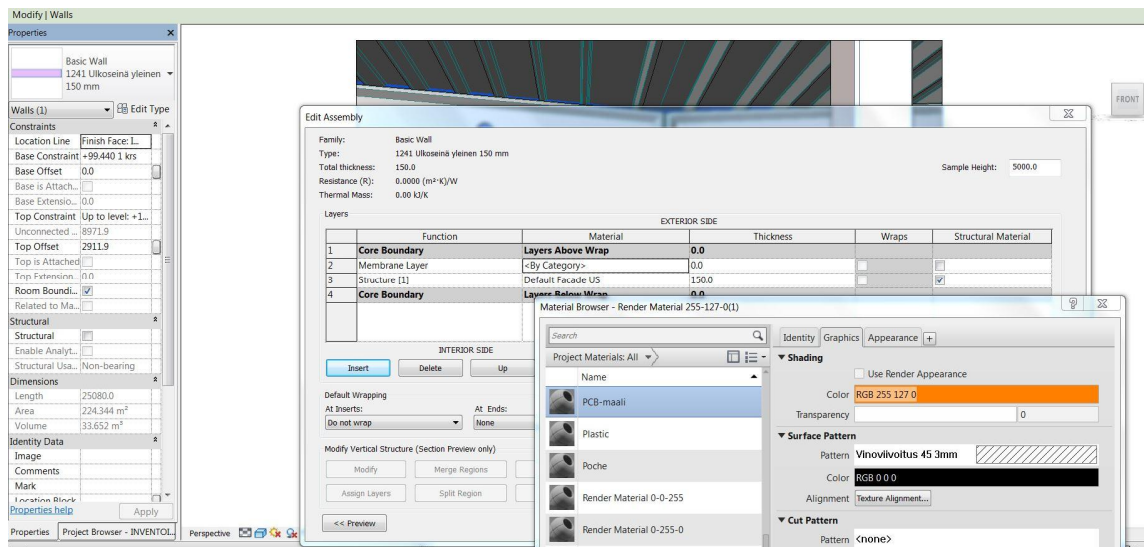 Modify | Walls
Properties
Basic Wall
1241 Ulkoseinä yleinen
150 mm
Walls (1)
Edit Type
Constraints
Location Line Finish Face: I...
Base Constraint +99.440 1 krs
Base Offset 0.0
Base is Attach...
Base Extensio... 0.0
Top Constraint Up to level: +1...
Unconnected ... 8971.9
Top Offset 2911.9
Top is Attached
Top Extension... 0.0
Room Boundi...
Related to Ma...
Structural
Structural
Enable Analyt...
Structural Usa... Non-bearing
Dimensions
Length 25080.0
Area 224.344 m²
Volume 33.652 m³
Identity Data
Image
Comments
Mark
Location Block
Properties help Apply
Properties Project Browser - INVENTOI...
Perspective
FRONT
Edit Assembly
Family: Basic Wall
Type: 1241 Ulkoseinä yleinen 150 mm
Total thickness: 150.0
Sample Height: 5000.0
Resistance (R): 0.0000 (m²·K)/W
Thermal Mass: 0.00 kJ/K
Layers
EXTERIOR SIDE
Function Material Thickness Wraps Structural Material
1 Core Boundary Layers Above Wrap 0.0
2 Membrane Layer <By Category> 0.0
3 Structure [1] Default Facade US 150.0
4 Core Boundary Layers Below Wrap 0.0
INTERIOR SIDE
Insert Delete Up
Default Wrapping
At Inserts: At Ends:
Do not wrap None
Modify Vertical Structure (Section Preview only)
Modify Merge Regions
Assign Layers Split Region
<< Preview
Material Browser - Render Material 255-127-0(1)
Search
Project Materials: All
Name
PCB-maali
Plastic
Poche
Render Material 0-0-255
Render Material 0-255-0
Identity Graphics Appearance
Shading
Use Render Appearance
Color RGB 255 127 0
Transparency 0
Surface Pattern
Pattern Vinoviivoitus 45 3mm
Color RGB 0 0 0
Alignment Texture Alignment...
Cut Pattern
Pattern <none>